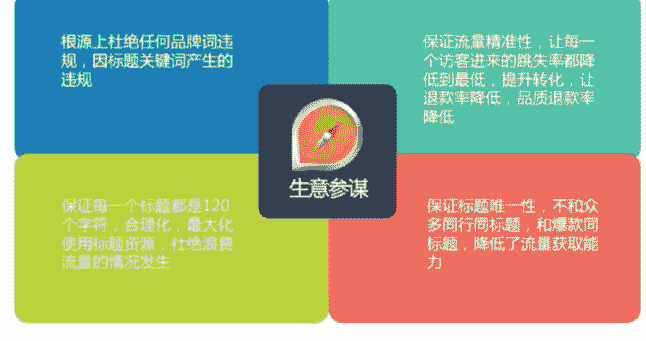 根源上杜绝任何品牌词违
规，因标题关键词产生的
违规
保证流量精准性，让每一
个访客进来的跳失率都降
低到最低，提升转化，让
退款率降低，品质退款率
降低
生意参谋
保证每一个标题都是120
个字符，合理化，最大化
使用标题资源，杜绝浪费
流量的情况发生
保证标题唯一性，不和众
多同行同标题，和爆款同
标题，降低了流量获取能
力